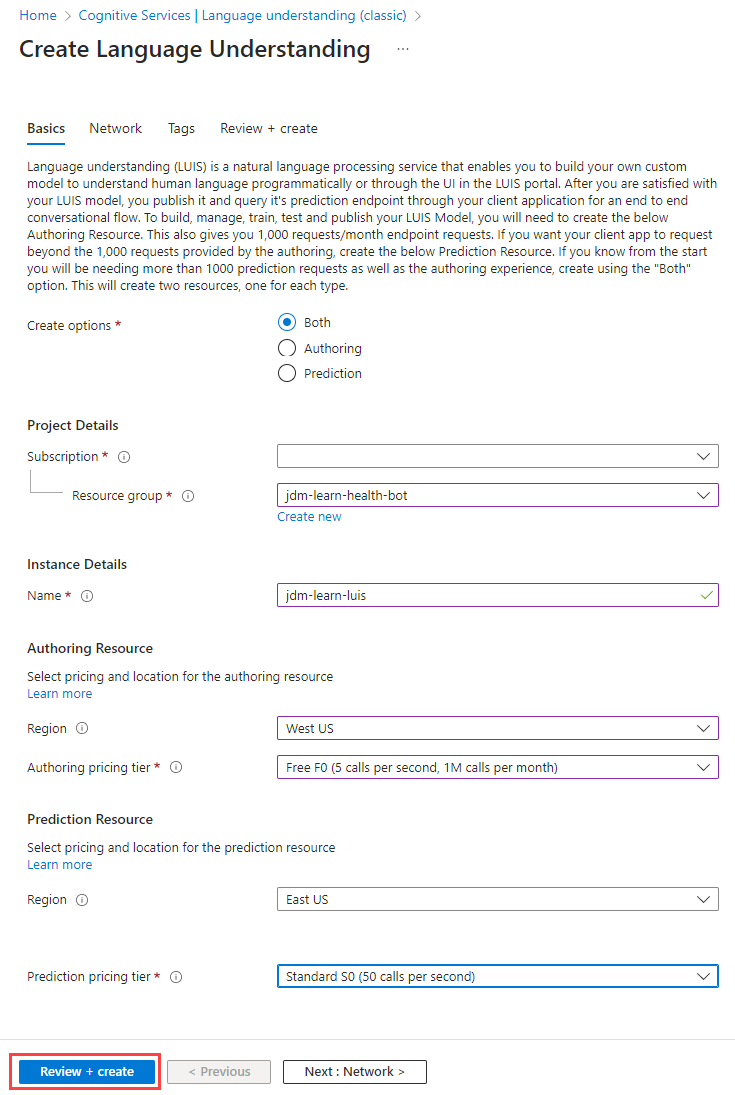 Home > Cognitive Services | Language understanding (classic) >
Create Language Understanding ...
Basics Network Tags Review + create
Language understanding (LUIS) is a natural language processing service that enables you to build your own custom
model to understand human language programmatically or through the UI in the LUIS portal. After you are satisfied with
your LUIS model, you publish it and query it's prediction endpoint through your client application for an end to end
conversational flow. To build, manage, train, test and publish your LUIS Model, you will need to create the below
Authoring Resource. This also gives you 1,000 requests/month endpoint requests. If you want your client app to request
beyond the 1,000 requests provided by the authoring, create the below Prediction Resource. If you know from the start
you will be needing more than 1000 prediction requests as well as the authoring experience, create using the "Both"
option. This will create two resources, one for each type.
Create options *
Both
Authoring
Prediction
Project Details
Subscription *
Resource group * jdm-learn-health-bot
Create new
Instance Details
Name * jdm-learn-luis
Authoring Resource
Select pricing and location for the authoring resource
Learn more
Region West US
Authoring pricing tier * Free F0 (5 calls per second, 1M calls per month)
Prediction Resource
Select pricing and location for the prediction resource
Learn more
Region East US
Prediction pricing tier * Standard S0 (50 calls per second)
Review + create < Previous Next : Network >